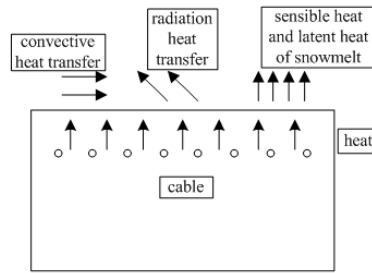 convective
heat transfer
radiation
heat
transfer
sensible heat
and latent heat
of snowmelt
heat
cable